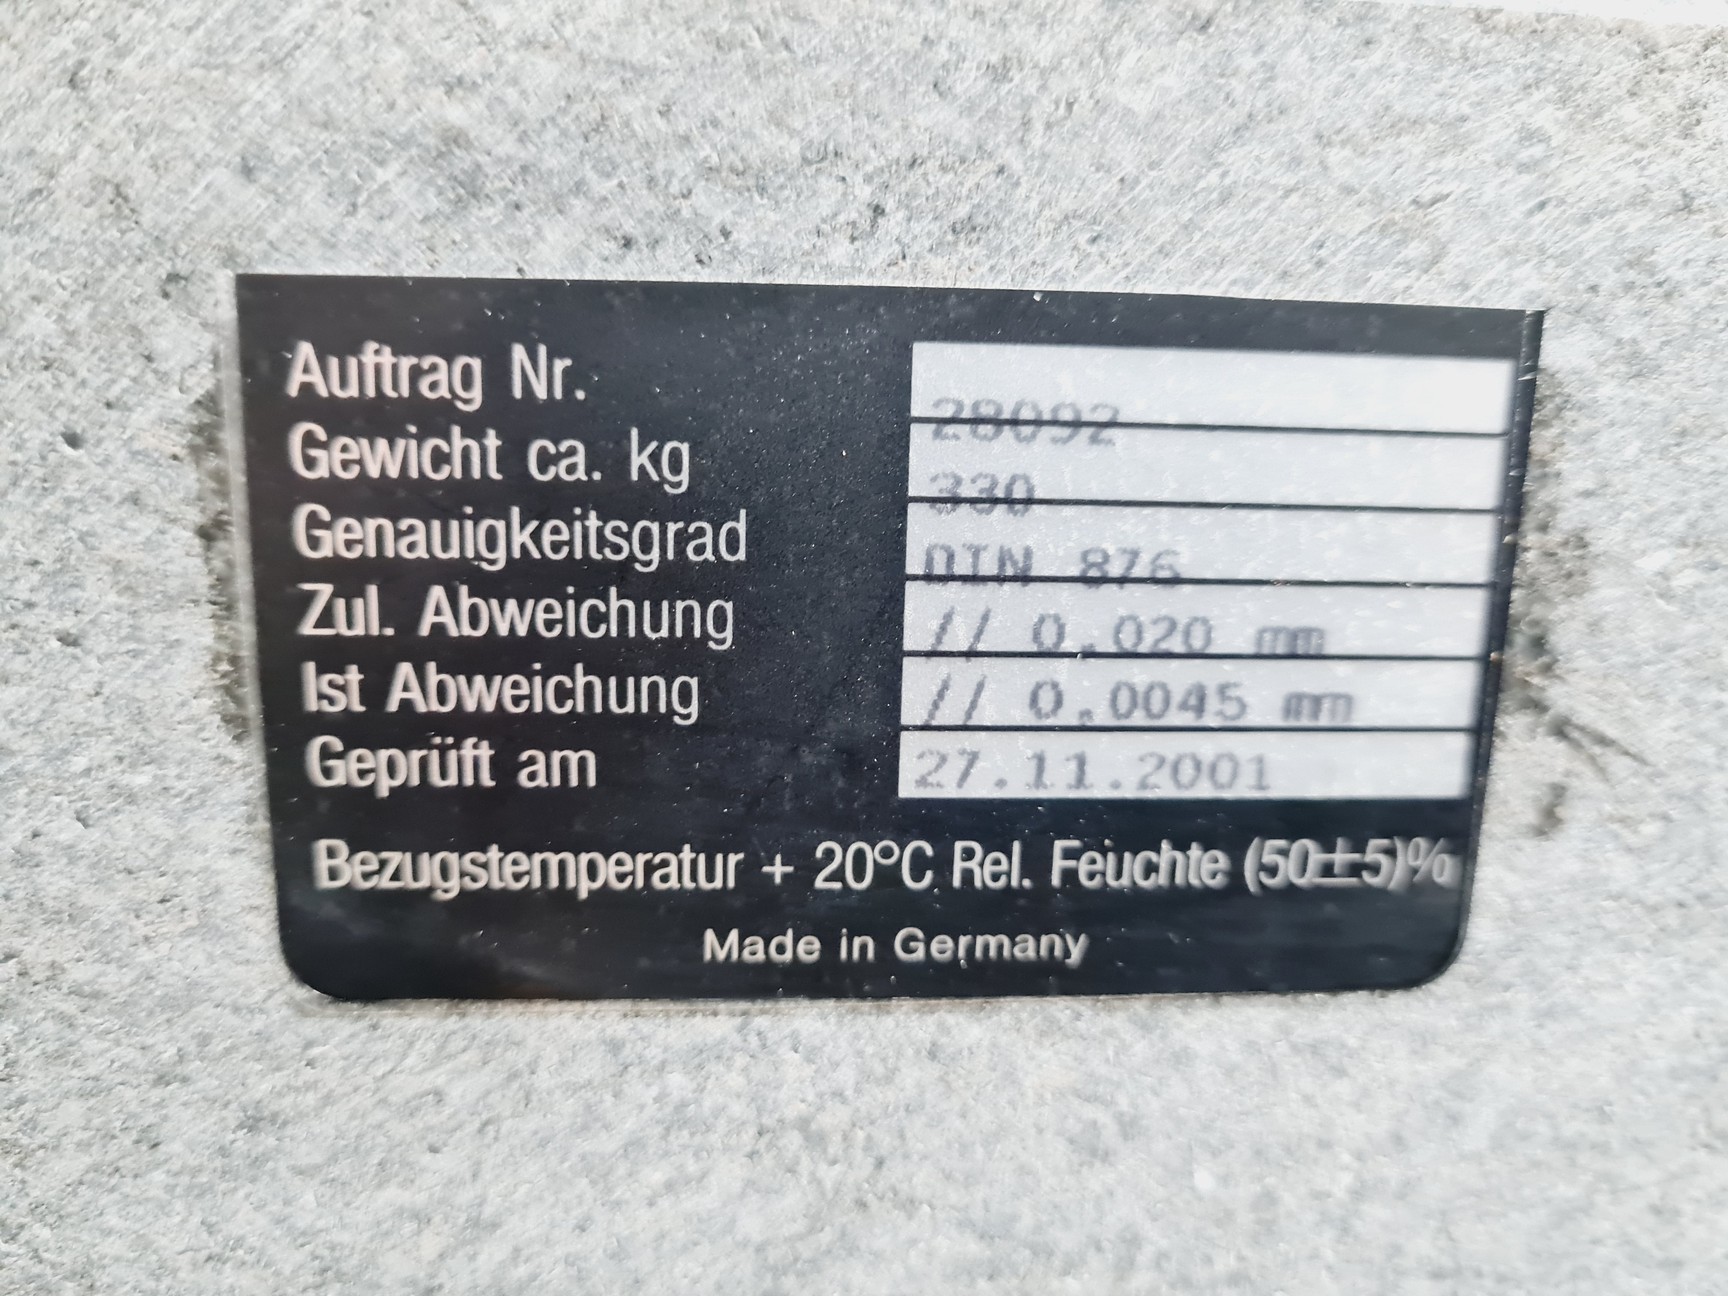 Auftrag Nr. 28092
Gewicht ca. kg 330
Genauigkeitsgrad DIN 876
Zul. Abweichung // 0.020 mm
Ist Abweichung // 0.0045 mm
Geprüft am 27.11.2001
Bezugstemperatur + 20°C Rel. Feuchte (50±5)%
Made in Germany